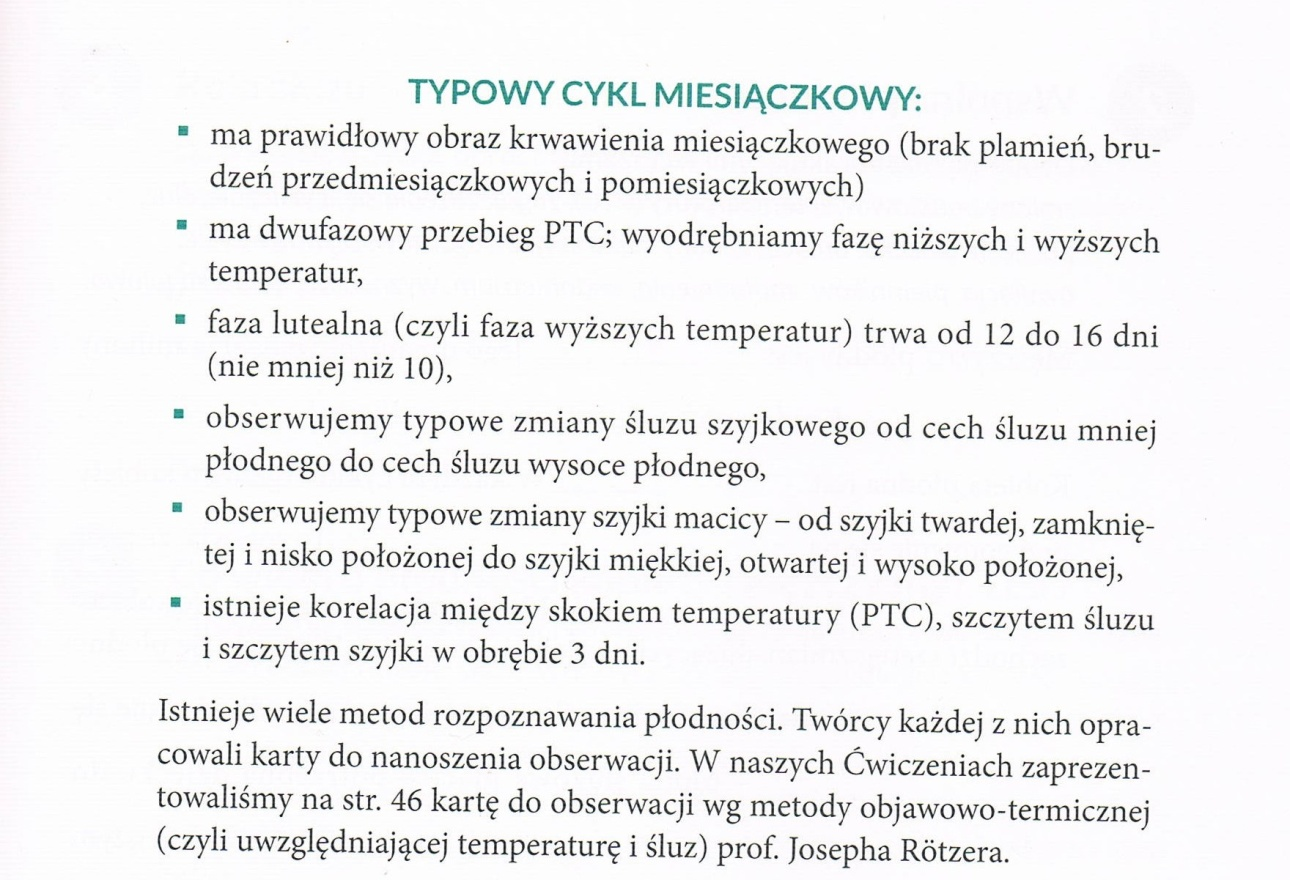 TYPOWY CYKL MIESIĄCZKOWY:
▪ ma prawidłowy obraz krwawienia miesiączkowego (brak plamień, bru-
dzeń przedmiesiączkowych i pomiesiączkowych)
▪ ma dwufazowy przebieg PTC; wyodrębniamy fazę niższych i wyższych
temperatur,
▪ faza lutealna (czyli faza wyższych temperatur) trwa od 12 do 16 dni
(nie mniej niż 10),
▪ obserwujemy typowe zmiany śluzu szyjkowego od cech śluzu mniej
płodnego do cech śluzu wysoce płodnego,
▪ obserwujemy typowe zmiany szyjki macicy – od szyjki twardej, zamknię-
tej i nisko położonej do szyjki miękkiej, otwartej i wysoko położonej,
▪ istnieje korelacja między skokiem temperatury (PTC), szczytem śluzu
i szczytem szyjki w obrębie 3 dni.
Istnieje wiele metod rozpoznawania płodności. Twórcy każdej z nich opra-
cowali karty do nanoszenia obserwacji. W naszych Ćwiczeniach zaprezen-
towaliśmy na str. 46 kartę do obserwacji wg metody objawowo-termicznej
(czyli uwzględniającej temperaturę i śluz) prof. Josepha Rötzera.